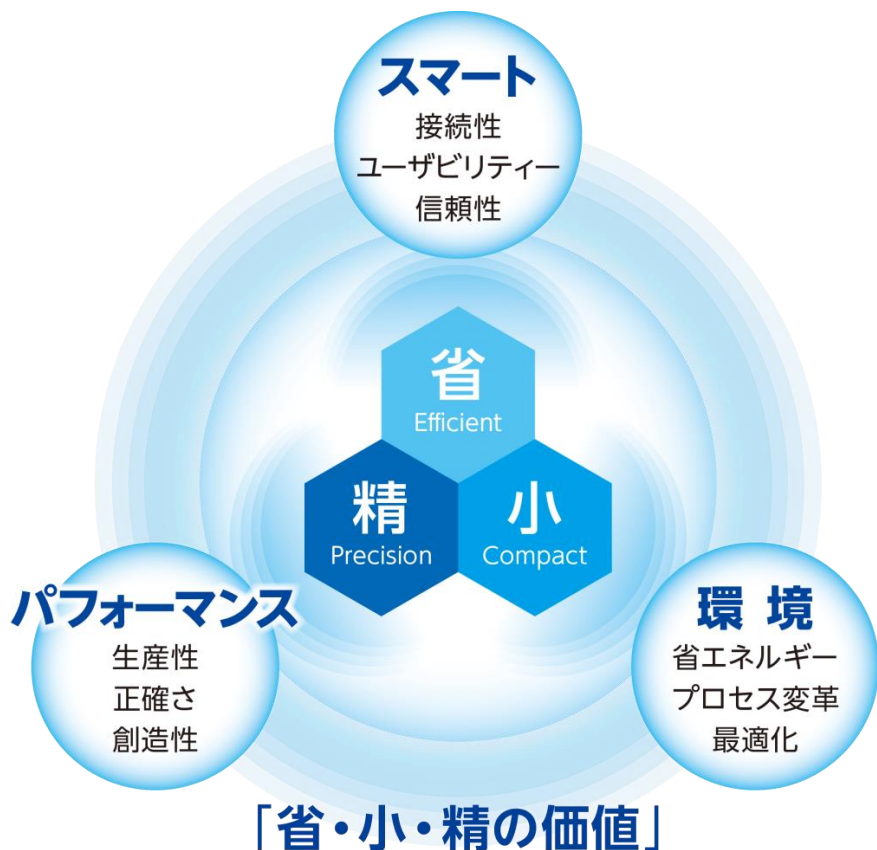 スマート
接続性
ユーザビリティー
信頼性
省
Efficient
精
Precision
小
Compact
パフォーマンス
生産性
正確さ
創造性
環境
省エネルギー
プロセス変革
最適化
「省・小・精の価値」